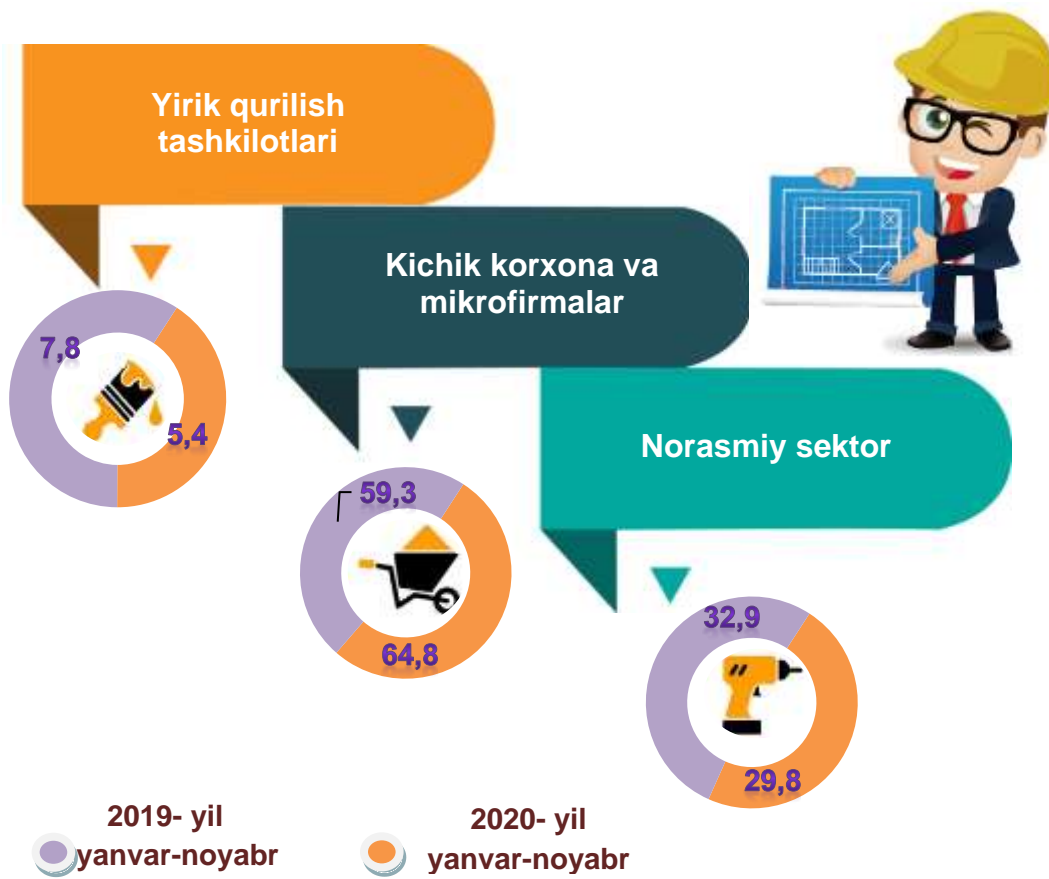 Yirik qurilish
tashkilotlari
Kichik korxona va
mikrofirmalar
Norasmiy sektor
7,8
5,4
59,3
64,8
32,9
29,8
2019- yil
yanvar-noyabr
2020- yil
yanvar-noyabr